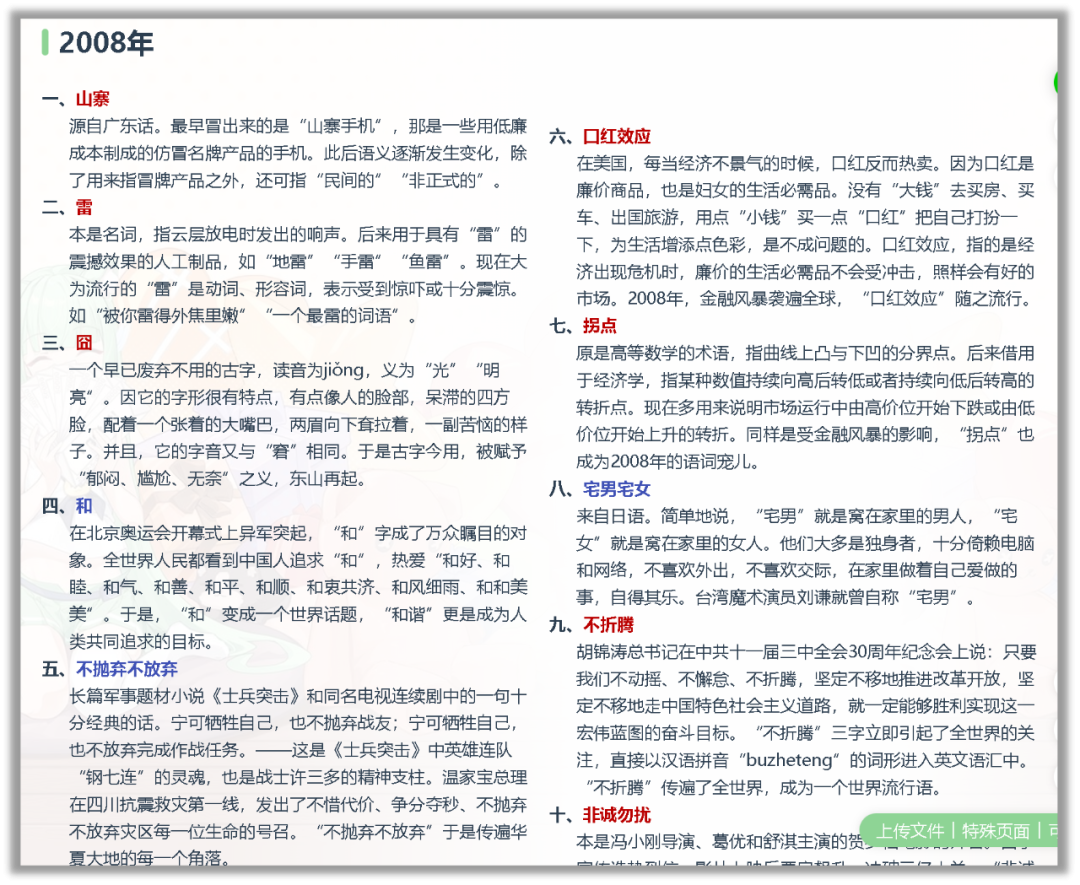 2008年
一、山寨
源自广东话。最早冒出来的是“山寨手机”，那是一些用低廉
成本制成的仿冒名牌产品的手机。此后语义逐渐发生变化，除
了用来指冒牌产品之外，还可指“民间的”“非正式的”。
二、雷
本是名词，指云层放电时发出的响声。后来用于具有“雷”的
震撼效果的人工制品，如“地雷”“手雷”“鱼雷”。现在大
为流行的“雷”是动词、形容词，表示受到惊吓或十分震惊。
如“被你雷得外焦里嫩”“一个最雷的词语”。
三、囧
一个早已废弃不用的古字，读音为jiǒng，义为“光”“明
亮”。因它的字形很有特点，有点像人的脸部，呆滞的四方
脸，配着一个张着的大嘴巴，两眉向下耷拉着，一副苦恼的样
子。并且，它的字音又与“窘”相同。于是古字今用，被赋予
“郁闷、尴尬、无奈”之义，东山再起。
四、和
在北京奥运会开幕式上异军突起，“和”字成了万众瞩目的对
象。全世界人民都看到中国人追求“和”，热爱“和好、和
睦、和气、和善、和平、和顺、和衷共济、和风细雨、和和美
美”。于是，“和”变成一个世界话题，“和谐”更是成为人
类共同追求的目标。
五、不抛弃不放弃
长篇军事题材小说《士兵突击》和同名电视连续剧中的一句十
分经典的话。宁可牺牲自己，也不抛弃战友；宁可牺牲自己，
也不放弃完成作战任务。——这是《士兵突击》中英雄连队
“钢七连”的灵魂，也是战士许三多的精神支柱。温家宝总理
在四川抗震救灾第一线，发出了不惜代价、争分夺秒、不抛弃
不放弃灾区每一位生命的号召。“不抛弃不放弃”于是传遍华
夏大地的每一个角落。
六、口红效应
在美国，每当经济不景气的时候，口红反而热卖。因为口红是
廉价商品，也是妇女的生活必需品。没有“大钱”去买房、买
车、出国旅游，用点“小钱”买一点“口红”把自己打扮一
下，为生活增添点色彩，是不成问题的。口红效应，指的是经
济出现危机时，廉价的生活必需品不会受冲击，照样会有好的
市场。2008年，金融风暴袭遍全球，“口红效应”随之流行。
七、拐点
原是高等数学的术语，指曲线上凸与下凹的分界点。后来借用
于经济学，指某种数值持续向高后转低或者持续向低后转高的
转折点。现在多用来说明市场运行中由高价位开始下跌或由低
价位开始上升的转折。同样是受金融风暴的影响，“拐点”也
成为2008年的语词宠儿。
八、宅男宅女
来自日语。简单地说，“宅男”就是窝在家里的男人，“宅
女”就是窝在家里的女人。他们大多是独身者，十分倚赖电脑
和网络，不喜欢外出，不喜欢交际，在家里做着自己爱做的
事，自得其乐。台湾魔术演员刘谦就曾自称“宅男”。
九、不折腾
胡锦涛总书记在中共十一届三中全会30周年纪念会上说：只要
我们不动摇、不懈怠、不折腾，坚定不移地推进改革开放，坚
定不移地走中国特色社会主义道路，就一定能够胜利实现这一
宏伟蓝图的奋斗目标。“不折腾”三字立即引起了全世界的关
注，直接以汉语拼音“buzheteng”的词形进入英文语汇中。
“不折腾”传遍了全世界，成为一个世界流行语。
十、非诚勿扰
本是冯小刚导演、葛优和舒淇主演的贺
上传文件｜特殊页面｜